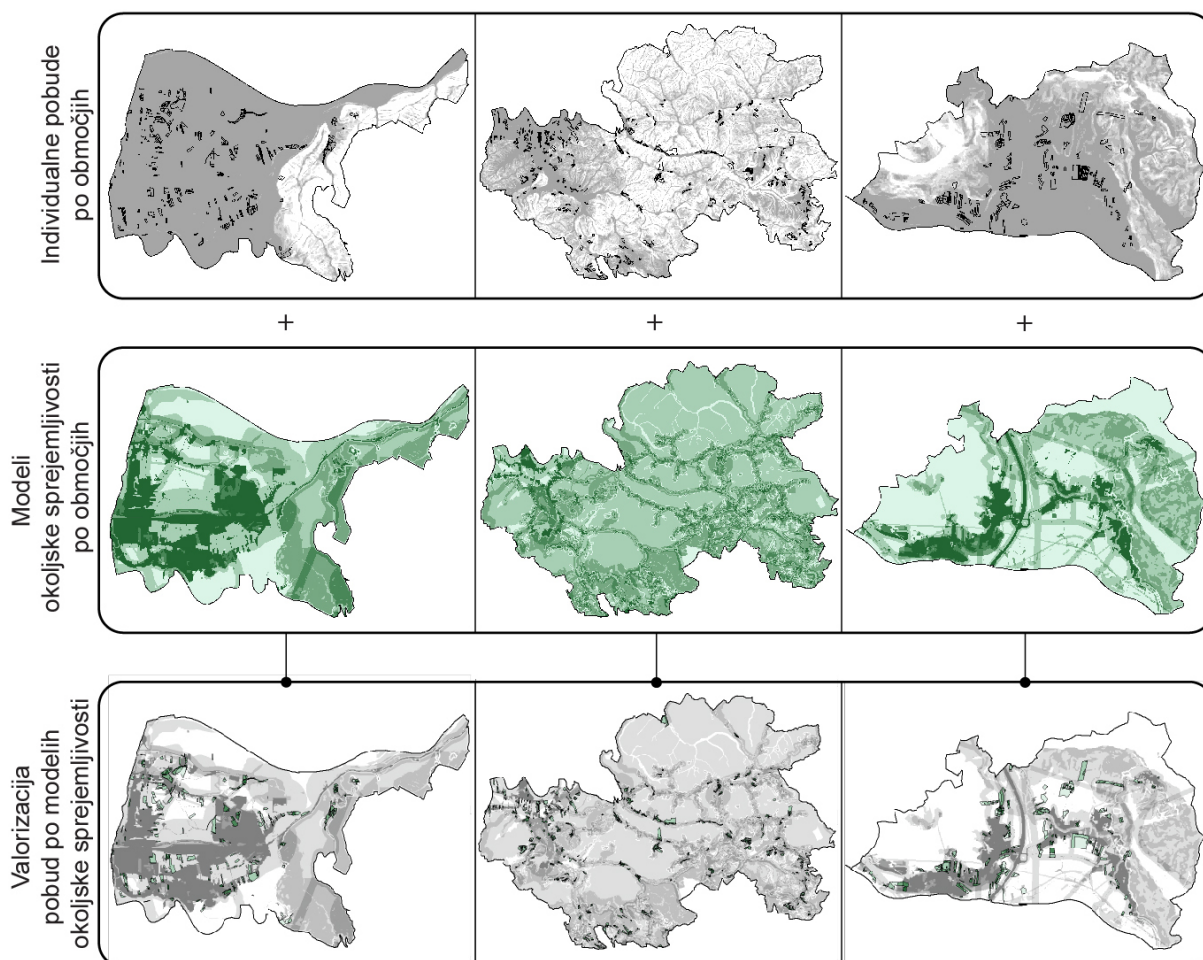 Individualne pobude
po območjih
+
+
+
Modeli
okoljske sprejemljivosti
po območjih
Valorizacija
pobud po modelih
okoljske sprejemljivosti